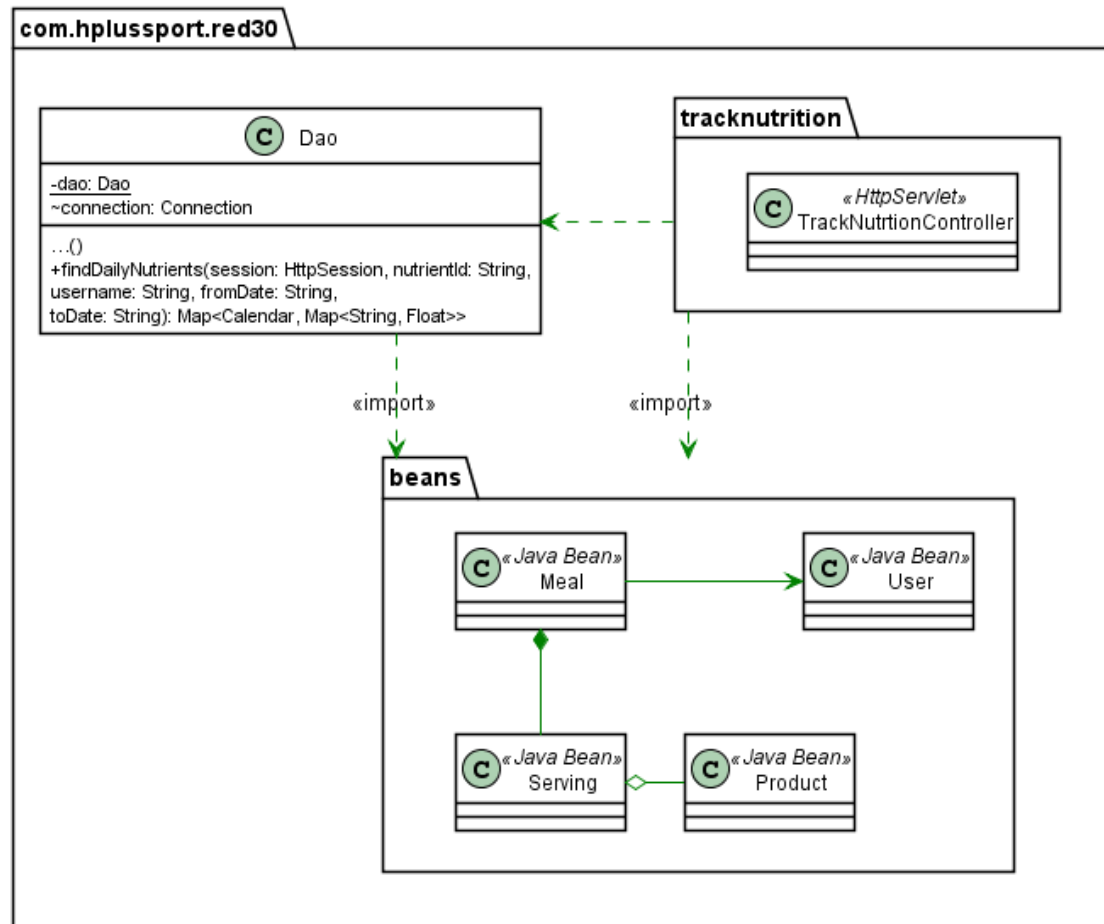 com.hplussport.red30
C Dao
-dao: Dao
~connection: Connection
...()
+findDailyNutrients(session: HttpSession, nutrientId: String,
username: String, fromDate: String,
toDate: String): Map<Calendar, Map<String, Float>>
tracknutrition
C «HttpServlet»
TrackNutrtionController
«import»
«import»
beans
C «Java Bean»
Meal
C «Java Bean»
User
C «Java Bean»
Serving
C «Java Bean»
Product